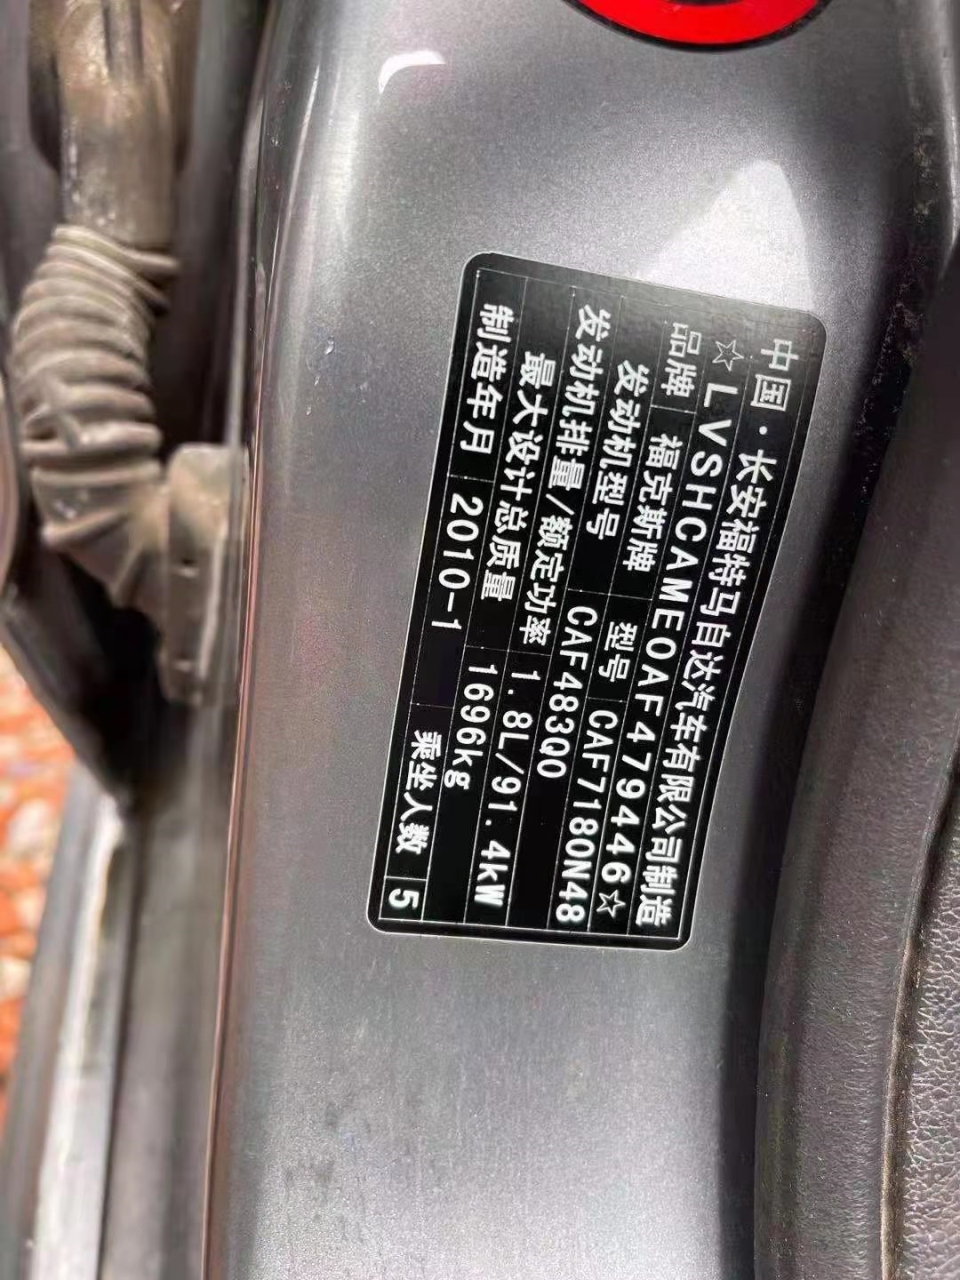 中国·长安福特马自达汽车有限公司制造
☆LVSHCAME0AF479446☆
品牌 福克斯牌 型号 CAF7180N48
发动机型号 CAF483Q0
发动机排量/额定功率 1.8L/91.4kW
最大设计总质量 1696kg
制造年月 2010-1 乘坐人数 5